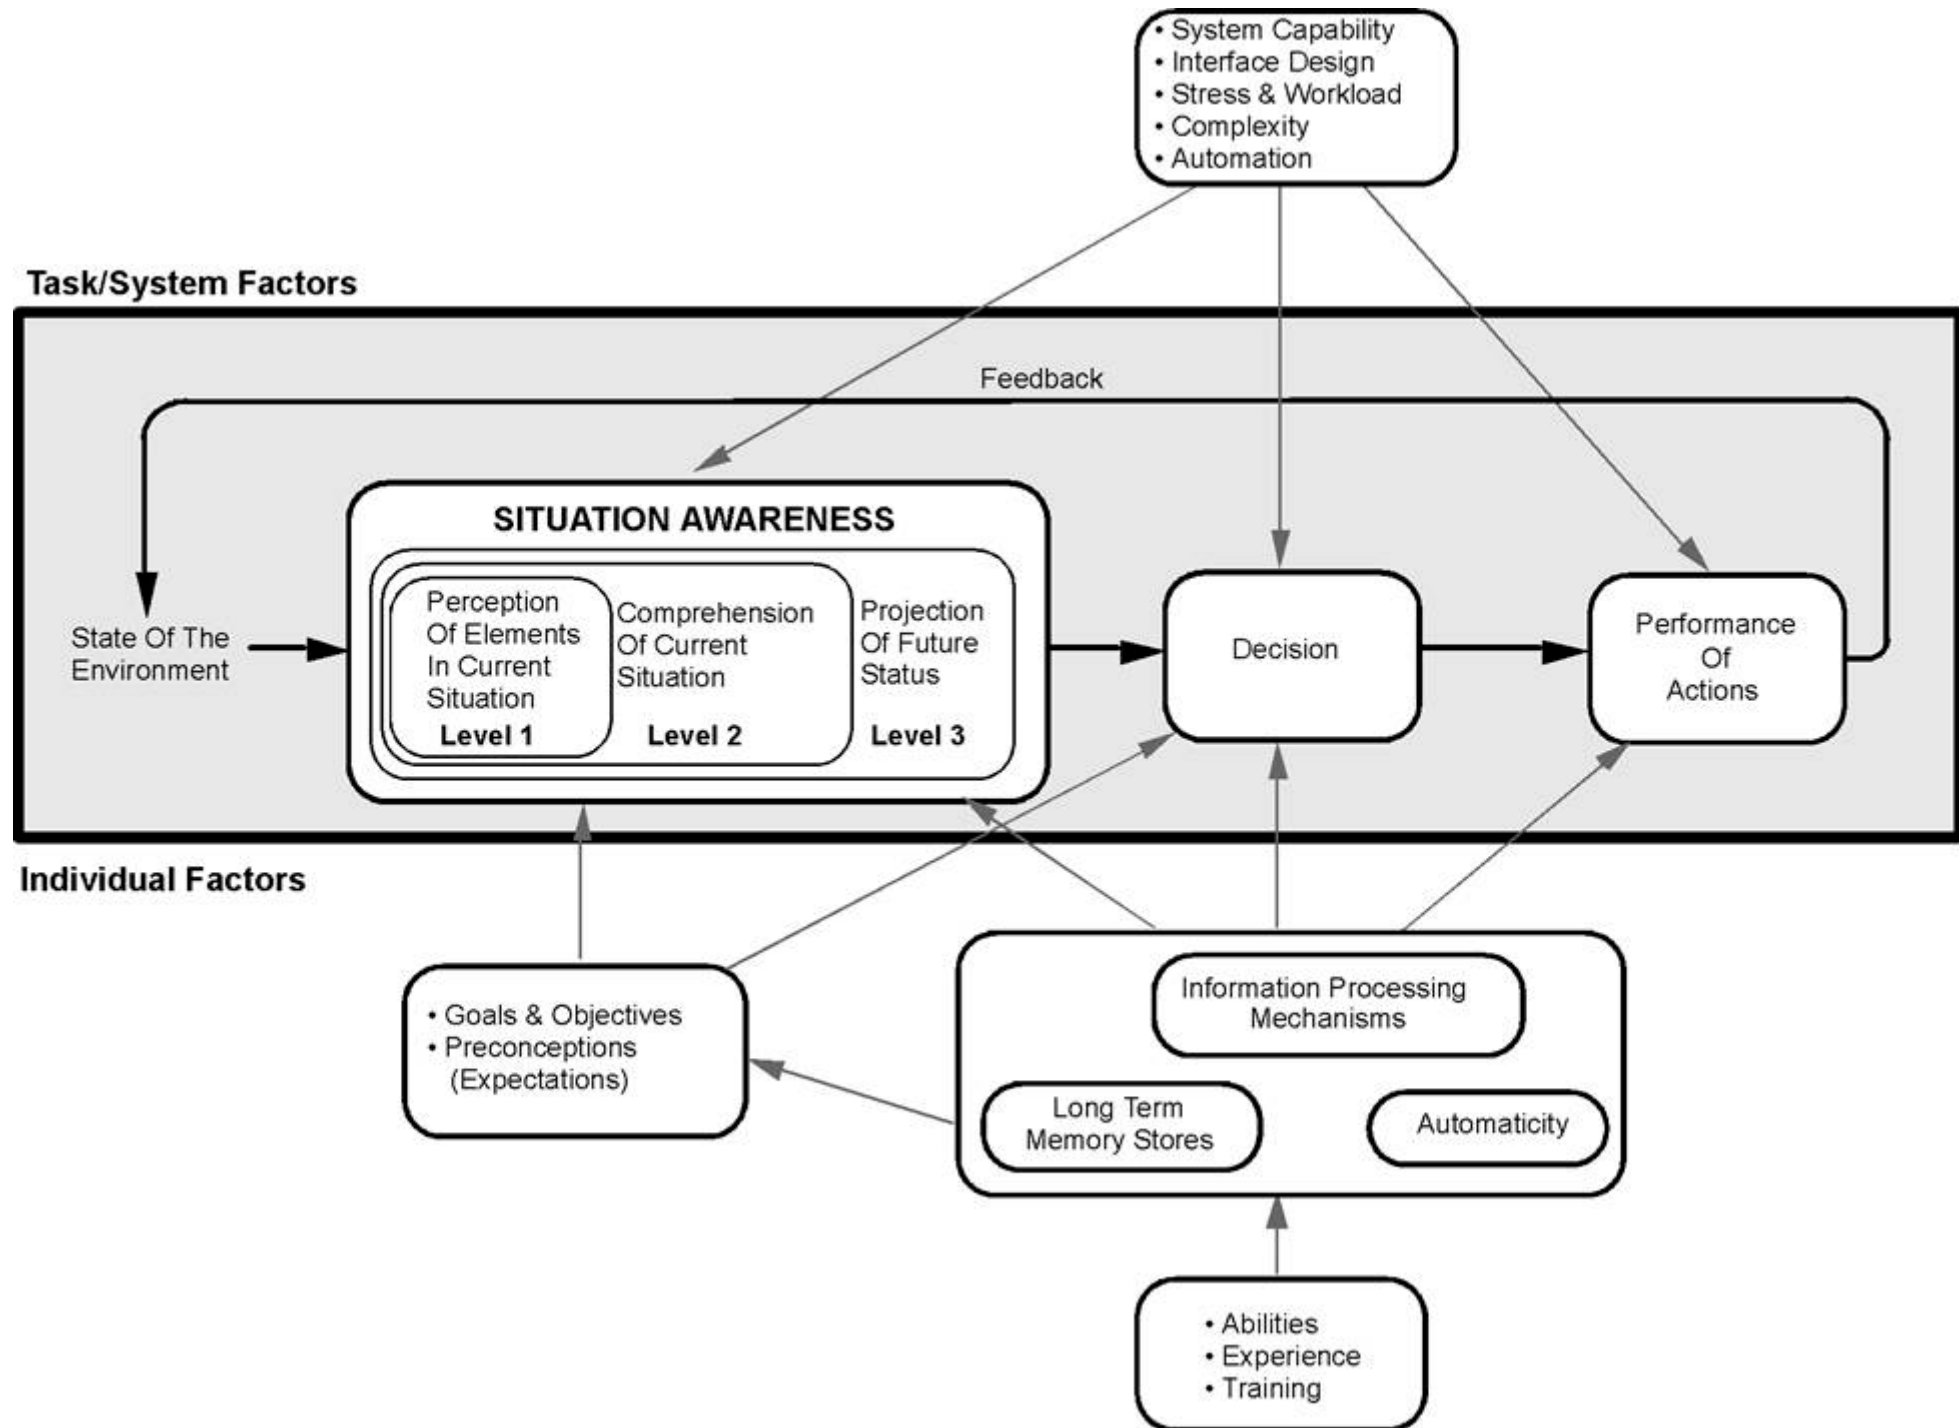 • System Capability
• Interface Design
• Stress & Workload
• Complexity
• Automation
Task/System Factors
Feedback
SITUATION AWARENESS
Perception
Of Elements
In Current
Situation
Level 1
Comprehension
Of Current
Situation
Level 2
Projection
Of Future
Status
Level 3
State Of The
Environment
Decision
Performance
Of
Actions
Individual Factors
• Goals & Objectives
• Preconceptions
(Expectations)
Information Processing
Mechanisms
Long Term
Memory Stores
Automaticity
• Abilities
• Experience
• Training